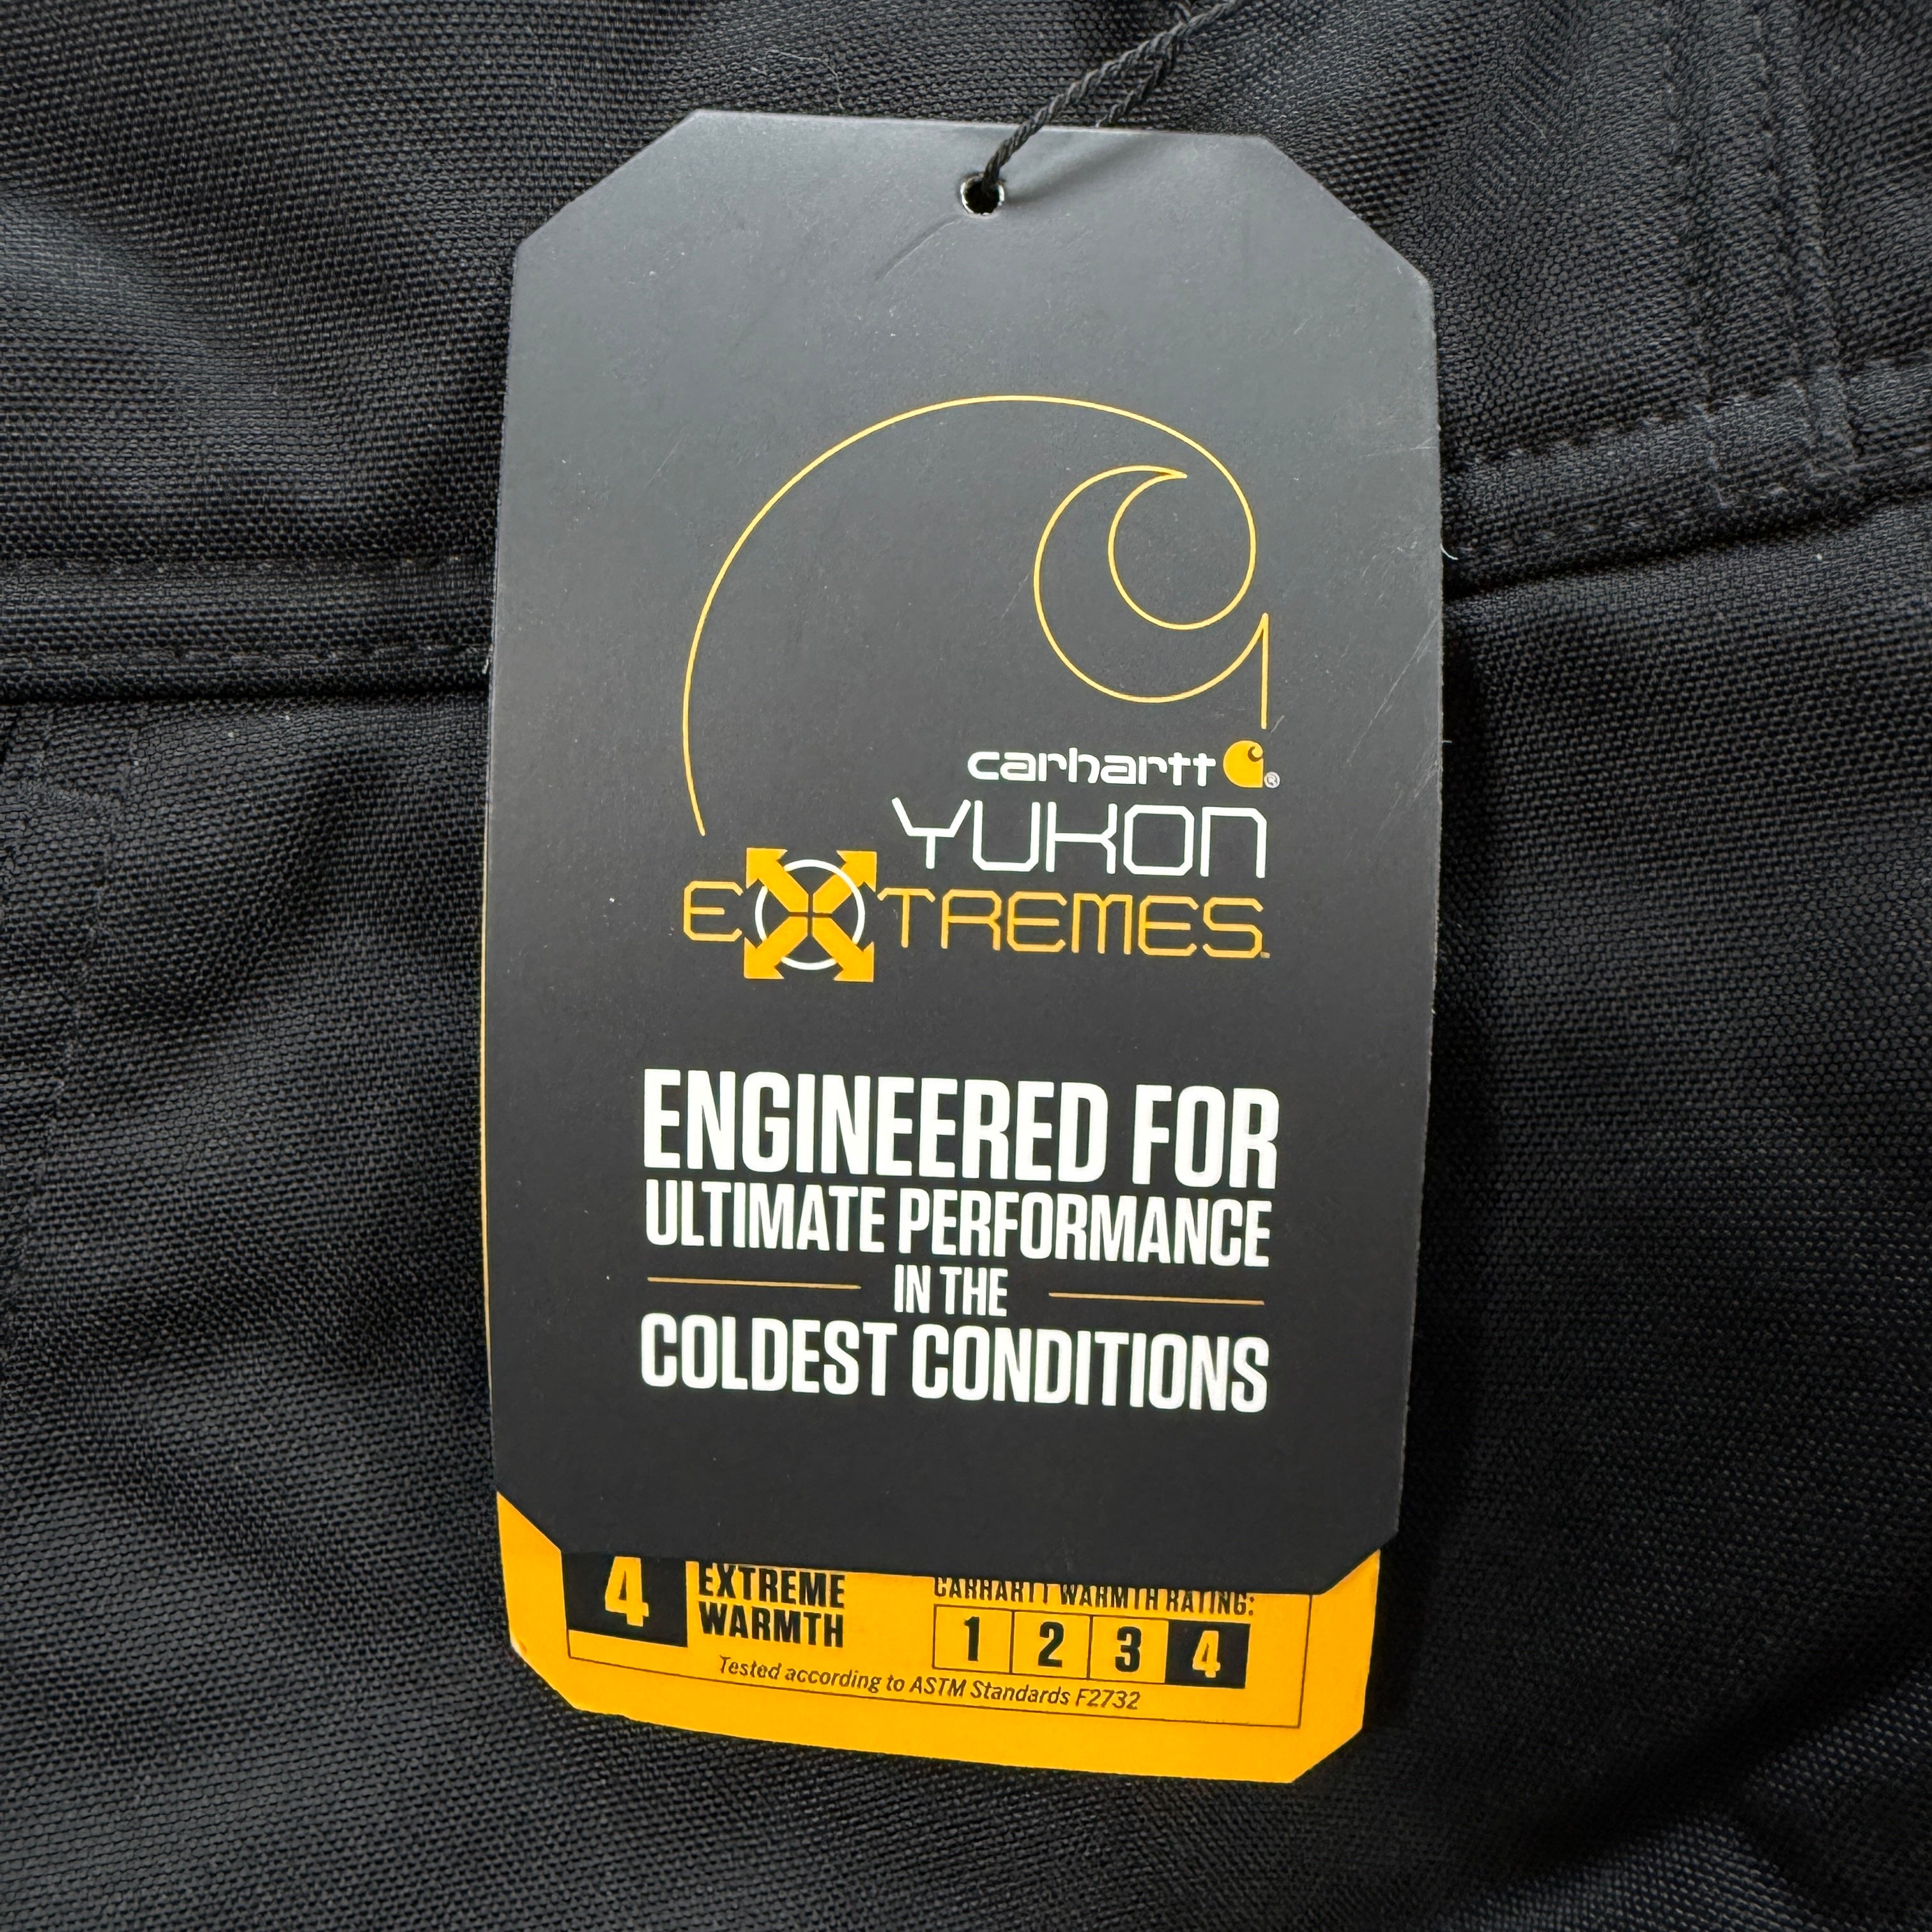 carhartt ®
YUKON
EXTREMES™
ENGINEERED FOR
ULTIMATE PERFORMANCE
IN THE
COLDEST CONDITIONS
4 EXTREME
WARMTH
CARHARTT WARMTH RATING:
1 2 3 4
Tested according to ASTM Standards F2732